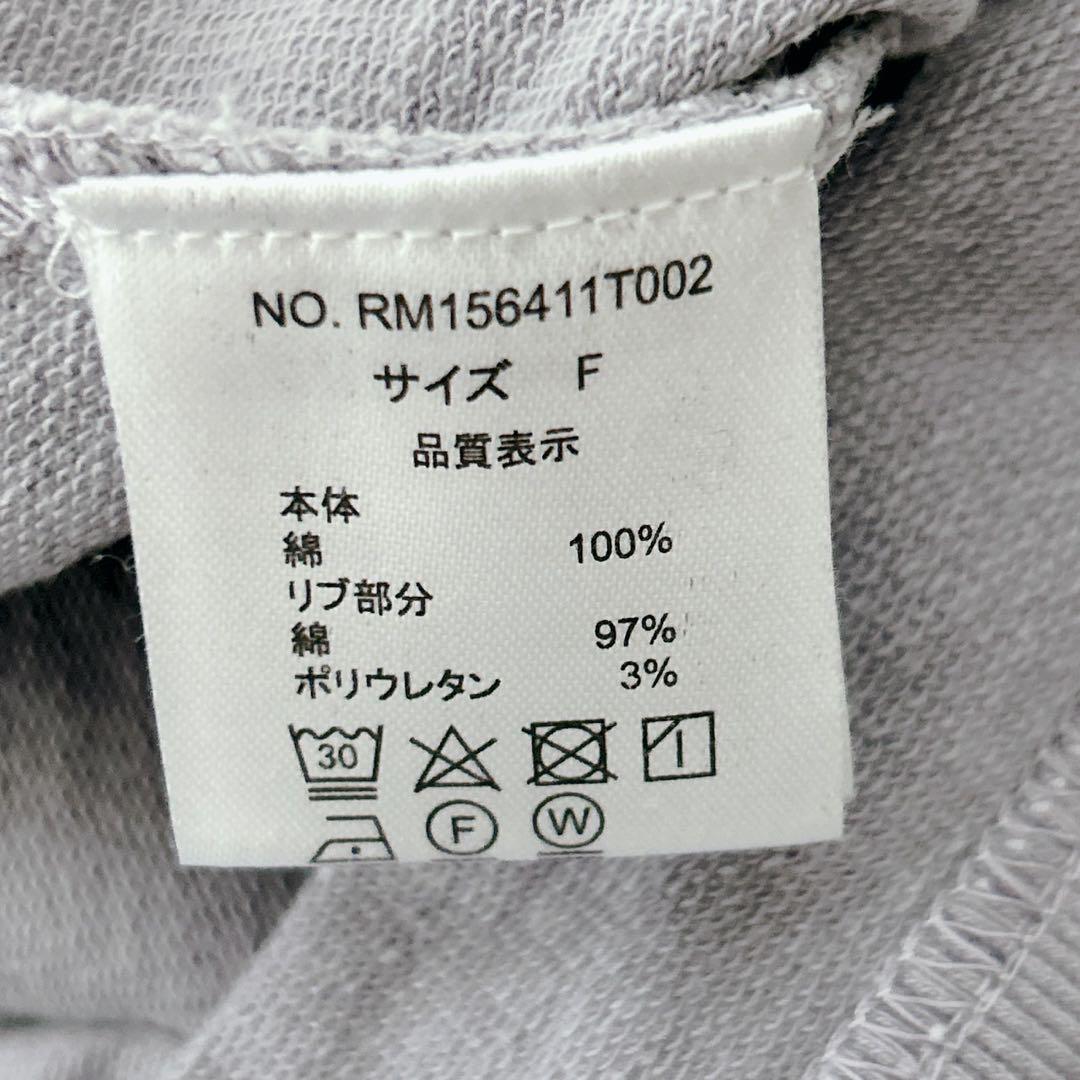 NO. RM156411T002
サイズ F
品質表示
本体
綿 100%
リブ部分
綿 97%
ポリウレタン 3%
30
F W